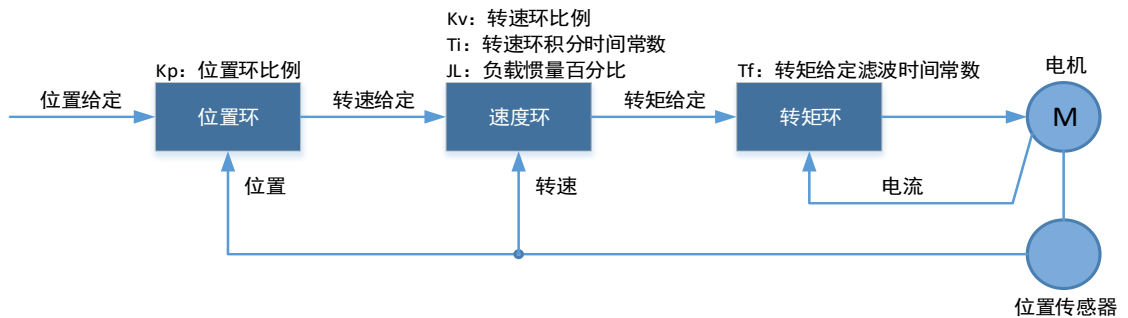 Kv：转速环比例
Ti：转速环积分时间常数
JL：负载惯量百分比
Kp：位置环比例
Tf：转矩给定滤波时间常数
电机
位置给定
位置环
转速给定
速度环
转矩给定
转矩环
M
位置
转速
电流
位置传感器